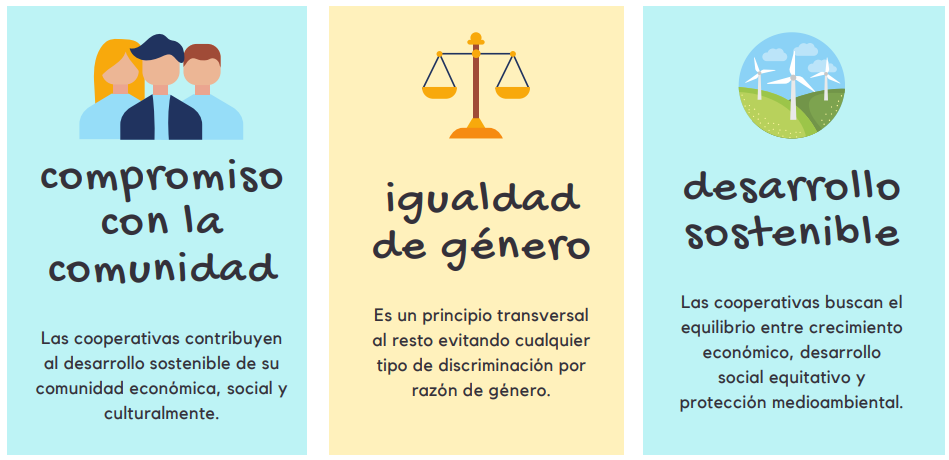 compromiso
con la
comunidad
Las cooperativas contribuyen
al desarrollo sostenible de su
comunidad económica, social y
culturalmente.
igualdad
de género
Es un principio transversal
al resto evitando cualquier
tipo de discriminación por
razón de género.
desarrollo
sostenible
Las cooperativas buscan el
equilibrio entre crecimiento
económico, desarrollo
social equitativo y
protección medioambiental.